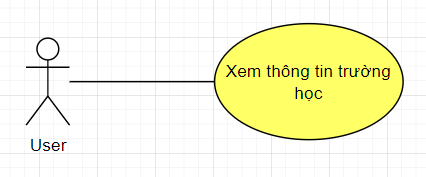 Xem thông tin trường
học
User